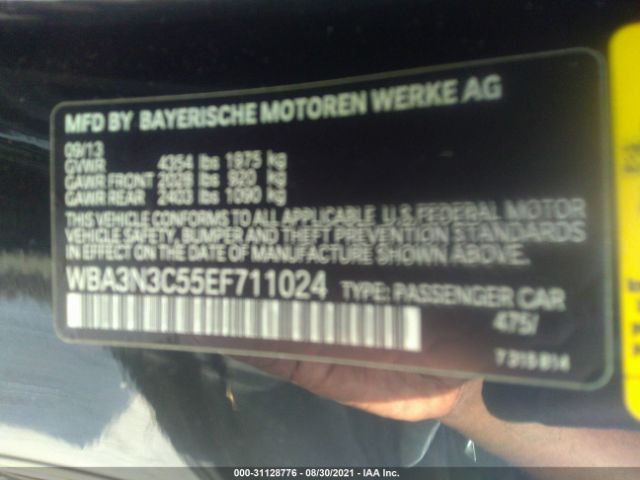 MFD BY BAYERISCHE MOTOREN WERKE AG
09/13
GVWR 4354 lbs 1975 kg
GAWR FRONT 2028 lbs 920 kg
GAWR REAR 2403 lbs 1090 kg
THIS VEHICLE CONFORMS TO ALL APPLICABLE U.S. FEDERAL MOTOR
VEHICLE SAFETY, BUMPER AND THEFT PREVENTION STANDARDS
IN EFFECT ON THE DATE OF MANUFACTURE SHOWN ABOVE.
WBA3N3C55EF711024 TYPE: PASSENGER CAR
475/
000-31128776 - 08/30/2021 - IAA Inc.